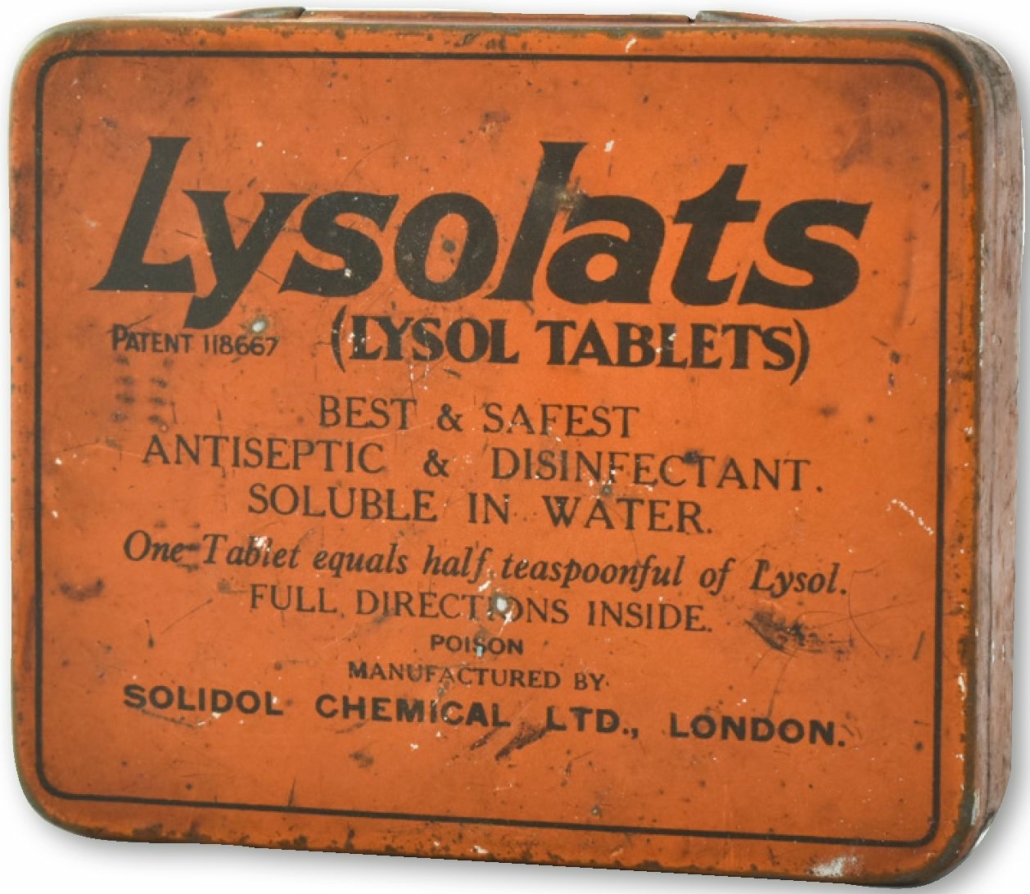 Lysolats
PATENT 118667 (LYSOL TABLETS)
BEST & SAFEST
ANTISEPTIC & DISINFECTANT.
SOLUBLE IN WATER.
One Tablet equals half teaspoonful of Lysol.
FULL DIRECTIONS INSIDE.
POISON
MANUFACTURED BY
SOLIDOL CHEMICAL LTD., LONDON.